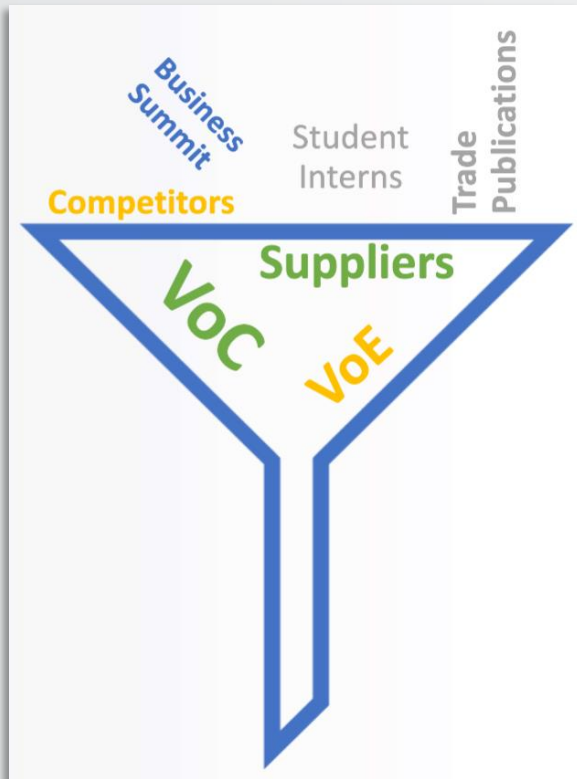 Business
Summit
Student
Interns
Trade
Publications
Competitors
Suppliers
VoC
VoE